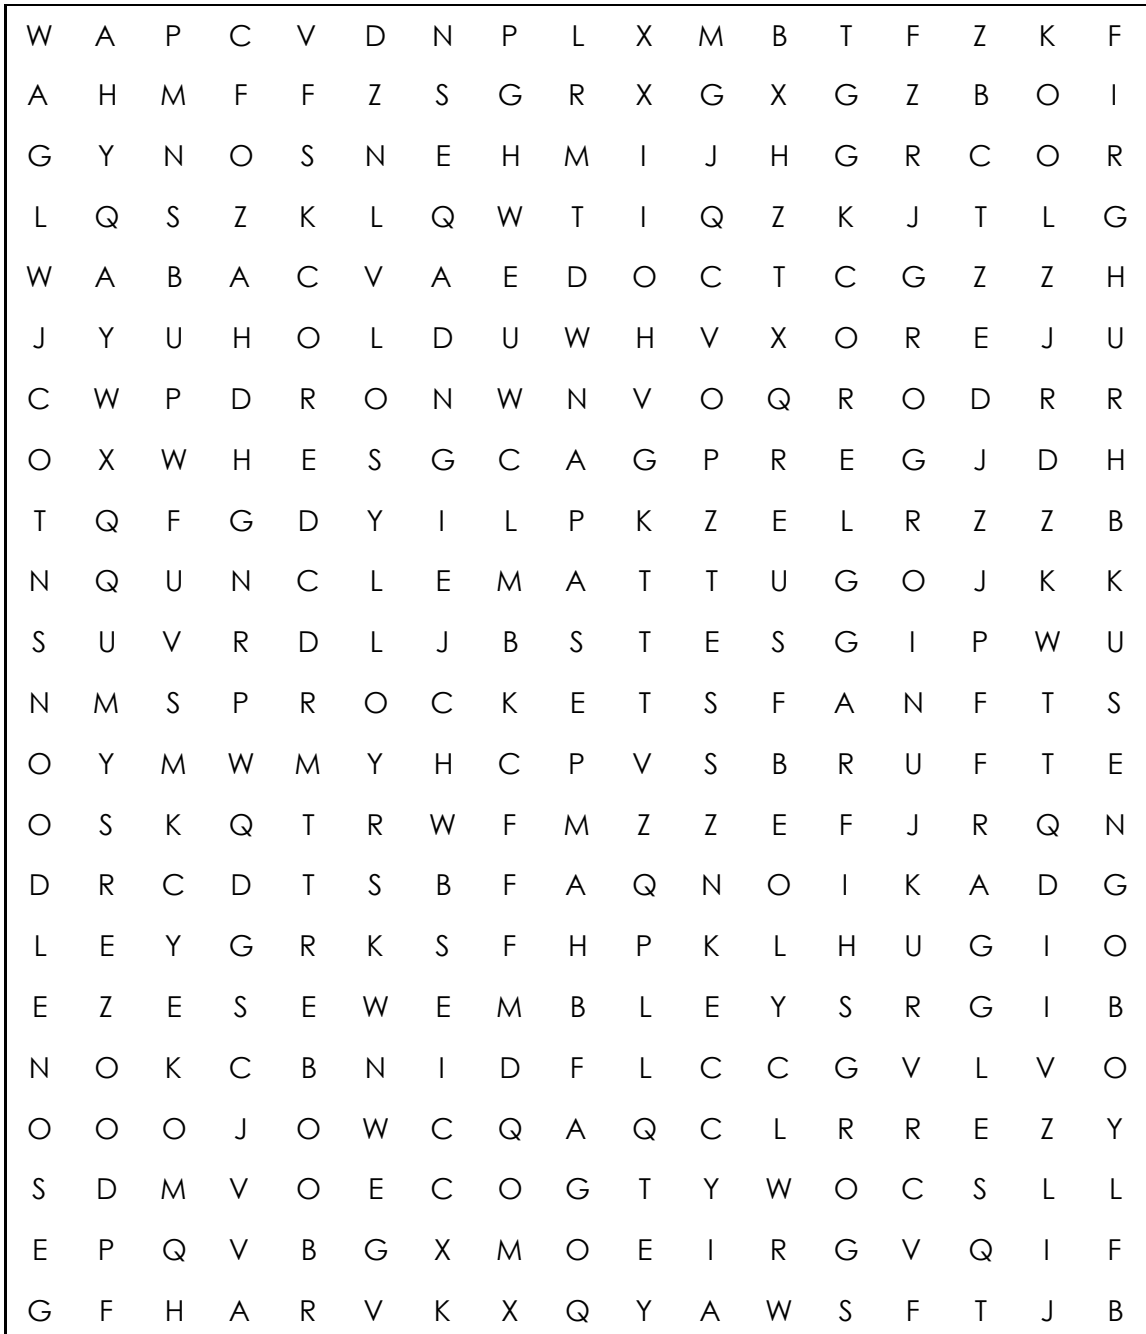 W A P C V D N P L X M B T F Z K F
A H M F F Z S G R X G X G Z B O I
G Y N O S N E H M I J H G R C O R
L Q S Z K L Q W T I Q Z K J T L G
W A B A C V A E D O C T C G Z Z H
J Y U H O L D U W H V X O R E J U
C W P D R O N W N V O Q R O D R R
O X W H E S G C A G P R E G J D H
T Q F G D Y I L P K Z E L R Z Z B
N Q U N C L E M A T T U G O J K K
S U V R D L J B S T E S G I P W U
N M S P R O C K E T S F A N F T S
O Y M W M Y H C P V S B R U F T E
O S K Q T R W F M Z Z E F J R Q N
D R C D T S B F A Q N O I K A D G
L E Y G R K S F H P K L H U G I O
E Z E S E W E M B L E Y S R G I B
N O K C B N I D F L C C G V L V O
O O O J O W C Q A Q C L R R E Z Y
S D M V O E C O G T Y W O C S L L
E P Q V B G X M O E I R G V Q I F
G F H A R V K X Q Y A W S F T J B